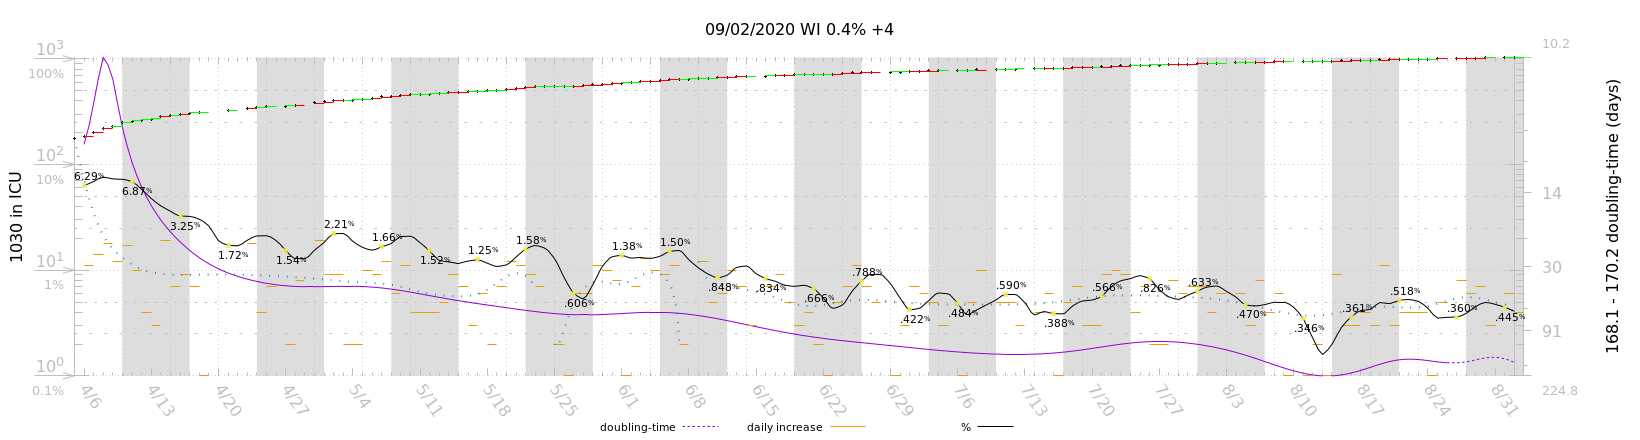 09/02/2020 WI 0.4% +4
10³ 10.2
100%
10² 
10% 14
10¹ 30
1% 91
10⁰
0.1% 224.8
1030 in ICU
168.1 - 170.2 doubling-time (days)
6.29% 6.87% 3.25% 1.72% 1.54% 2.21% 1.66% 1.52% 1.25% 1.58% .606% 1.38% 1.50% .848% .834% .666% .788% .422% .484% .590% .388% .566% .826% .633% .470% .346% .361% .518% .360% .445%
4/6 4/13 4/20 4/27 5/4 5/11 5/18 5/25 6/1 6/8 6/15 6/22 6/29 7/6 7/13 7/20 7/27 8/3 8/10 8/17 8/24 8/31
doubling-time daily increase %